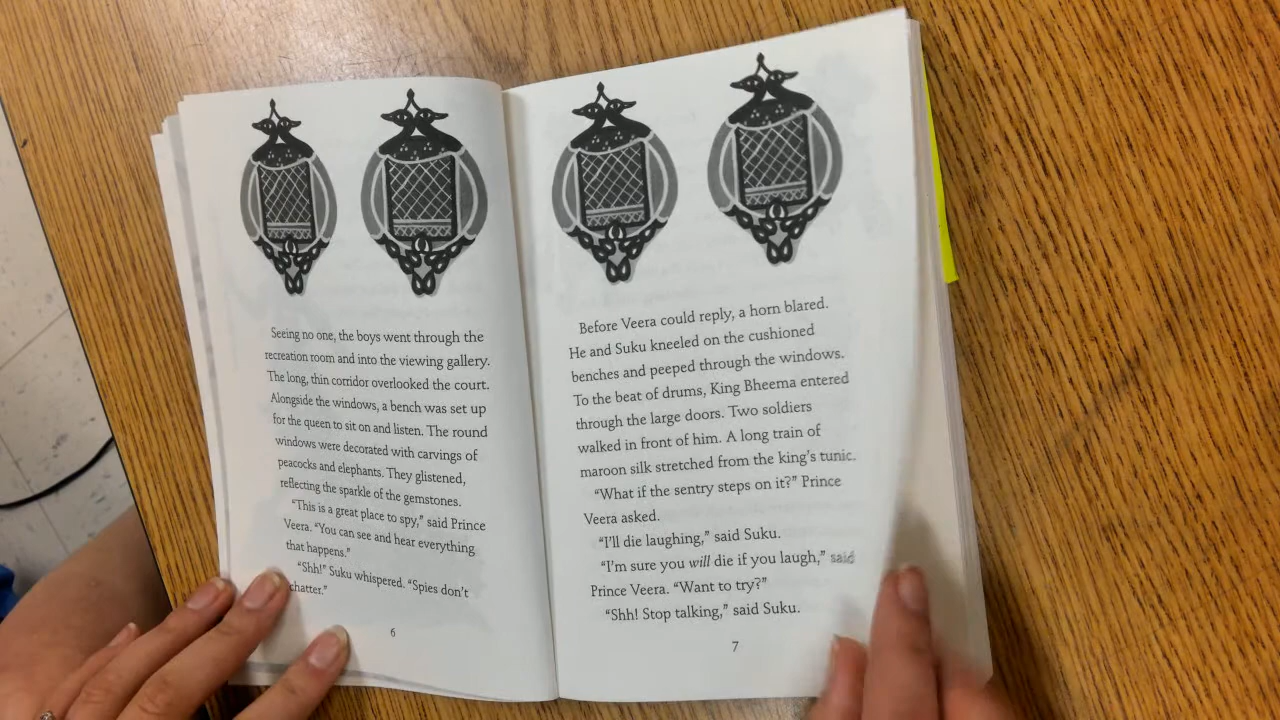 Seeing no one, the boys went through the
recreation room and into the viewing gallery.
The long, thin corridor overlooked the court.
Alongside the windows, a bench was set up
for the queen to sit on and listen. The round
windows were decorated with carvings of
peacocks and elephants. They glistened,
reflecting the sparkle of the gemstones.
“This is a great place to spy,” said Prince
Veera. “You can see and hear everything
that happens.”
“Shh!” Suku whispered. “Spies don’t
chatter.”
6
Before Veera could reply, a horn blared.
He and Suku kneeled on the cushioned
benches and peeped through the windows.
To the beat of drums, King Bheema entered
through the large doors. Two soldiers
walked in front of him. A long train of
maroon silk stretched from the king’s tunic.
“What if the sentry steps on it?” Prince
Veera asked.
“I’ll die laughing,” said Suku.
“I’m sure you will die if you laugh,” said
Prince Veera. “Want to try?”
“Shh! Stop talking,” said Suku.
7